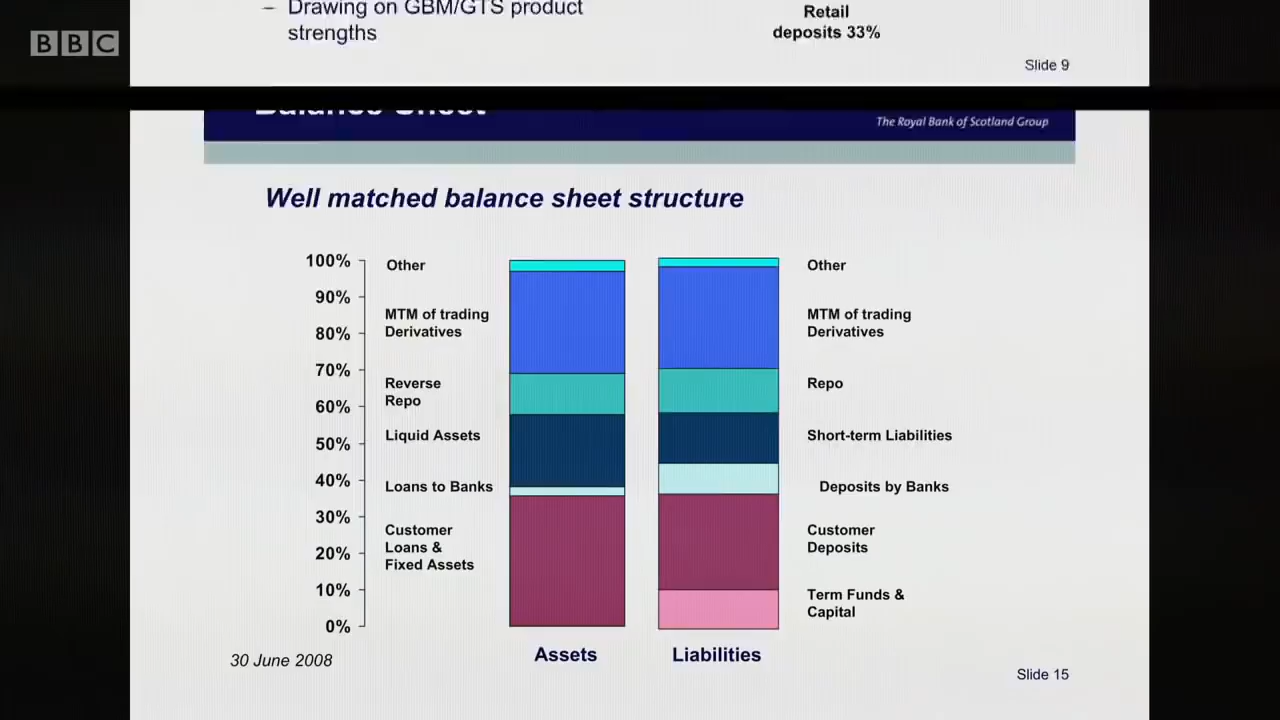 BBC
– Drawing on GBM/GTS product
strengths
Retail
deposits 33%
Slide 9
Balance Sheet
The Royal Bank of Scotland Group
Well matched balance sheet structure
100%
90%
80%
70%
60%
50%
40%
30%
20%
10%
0%
Other
MTM of trading
Derivatives
Reverse
Repo
Liquid Assets
Loans to Banks
Customer
Loans &
Fixed Assets
Other
MTM of trading
Derivatives
Repo
Short-term Liabilities
Deposits by Banks
Customer
Deposits
Term Funds &
Capital
Assets
Liabilities
30 June 2008
Slide 15